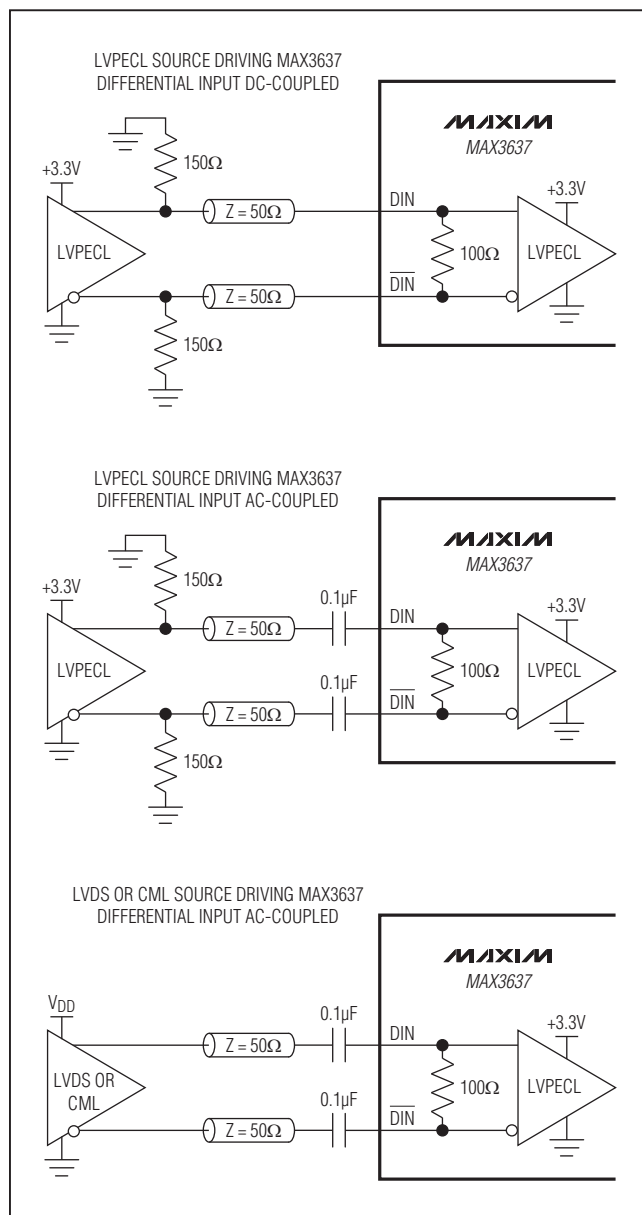 LVPECL SOURCE DRIVING MAX3637
DIFFERENTIAL INPUT DC-COUPLED
MAXIM
MAX3637
150Ω
+3.3V
Z = 50Ω
DIN
+3.3V
LVPECL
100Ω
LVPECL
Z = 50Ω
DIN
150Ω
LVPECL SOURCE DRIVING MAX3637
DIFFERENTIAL INPUT AC-COUPLED
MAXIM
MAX3637
150Ω
+3.3V
0.1µF
Z = 50Ω
DIN
+3.3V
LVPECL
0.1µF
100Ω
LVPECL
Z = 50Ω
DIN
150Ω
LVDS OR CML SOURCE DRIVING MAX3637
DIFFERENTIAL INPUT AC-COUPLED
MAXIM
MAX3637
VDD
0.1µF
Z = 50Ω
DIN
+3.3V
LVDS OR
CML
0.1µF
100Ω
LVPECL
Z = 50Ω
DIN